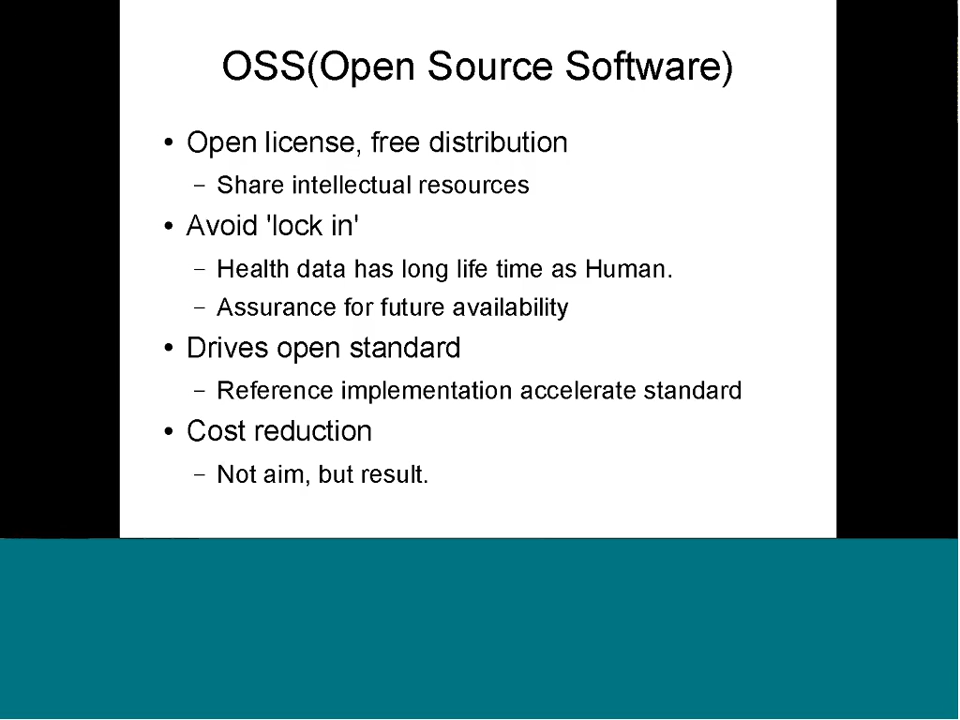 OSS(Open Source Software)
• Open license, free distribution
– Share intellectual resources
• Avoid 'lock in'
– Health data has long life time as Human.
– Assurance for future availability
• Drives open standard
– Reference implementation accelerate standard
• Cost reduction
– Not aim, but result.